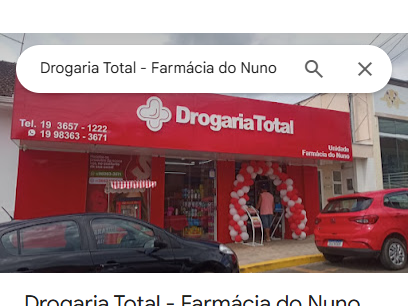 Drogaria Total - Farmácia do Nuno
DrogariaTotal
Tel. 19 3657 - 1222
19 98363 - 3671
Unidade
Farmácia do Nuno
Drogaria Total - Farmácia do Nuno